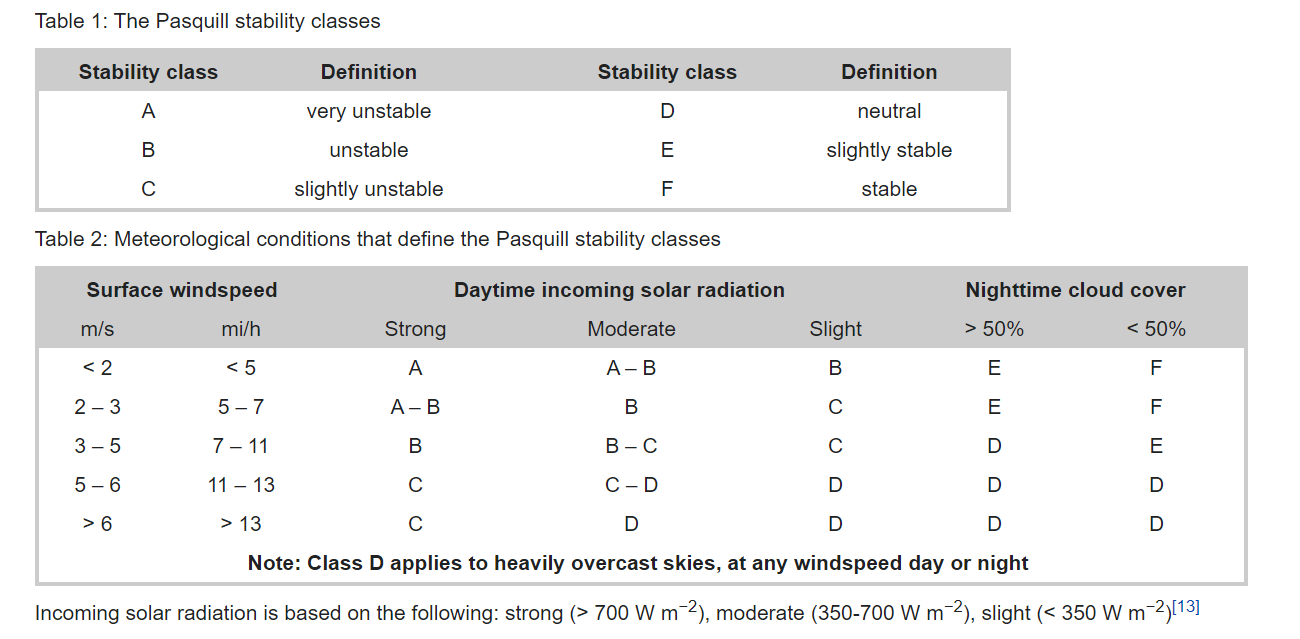 Table 1: The Pasquill stability classes
Stability class Definition Stability class Definition
A very unstable D neutral
B unstable E slightly stable
C slightly unstable F stable
Table 2: Meteorological conditions that define the Pasquill stability classes
Surface windspeed Daytime incoming solar radiation Nighttime cloud cover
m/s mi/h Strong Moderate Slight > 50% < 50%
< 2 < 5 A A – B B E F
2 – 3 5 – 7 A – B B C E F
3 – 5 7 – 11 B B – C C D E
5 – 6 11 – 13 C C – D D D D
> 6 > 13 C D D D D
Note: Class D applies to heavily overcast skies, at any windspeed day or night
Incoming solar radiation is based on the following: strong (> 700 W m⁻²), moderate (350-700 W m⁻²), slight (< 350 W m⁻²)[13]